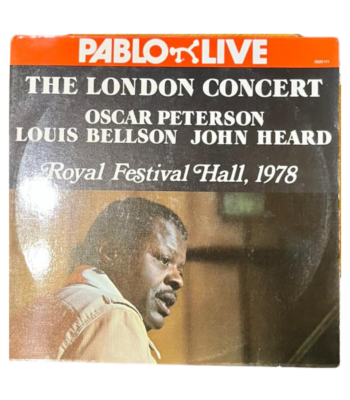 PABLO LIVE
THE LONDON CONCERT
OSCAR PETERSON
LOUIS BELLSON JOHN HEARD
Royal Festival Hall, 1978